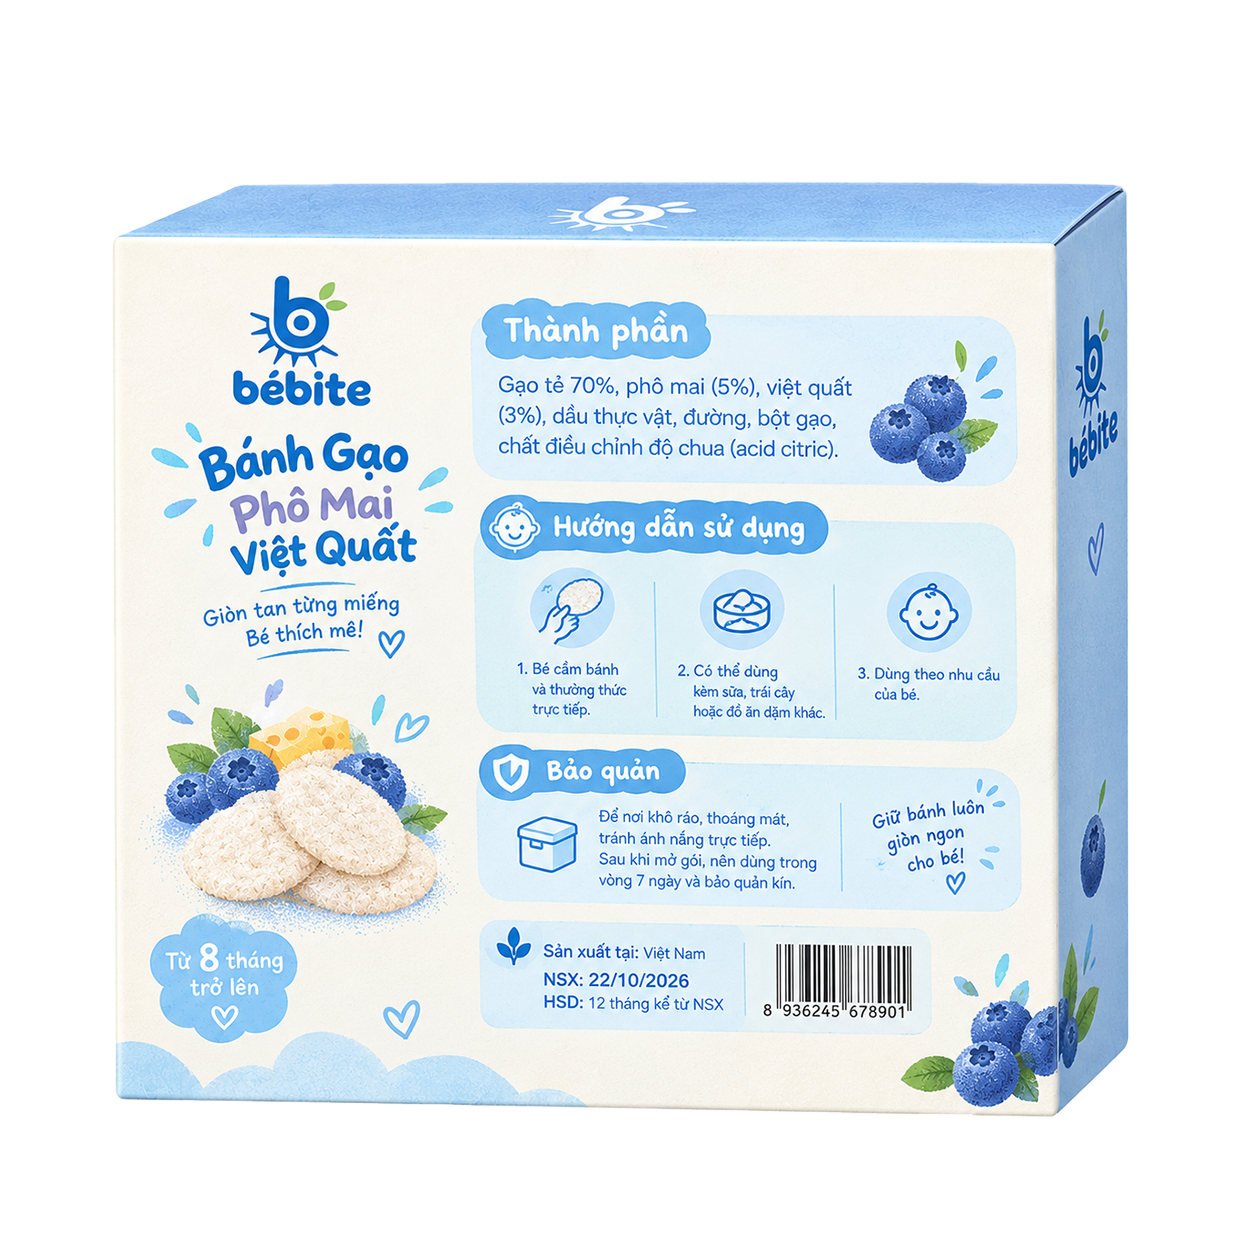 bébite
Bánh Gạo
Phô Mai
Việt Quất
Giòn tan từng miếng
Bé thích mê!
Từ 8 tháng
trở lên
Thành phần
Gạo tẻ 70%, phô mai (5%), việt quất
(3%), dầu thực vật, đường, bột gạo,
chất điều chỉnh độ chua (acid citric).
Hướng dẫn sử dụng
1. Bé cầm bánh
và thường thức
trực tiếp.
2. Có thể dùng
kèm sữa, trái cây
hoặc đồ ăn dặm khác.
3. Dùng theo nhu cầu
của bé.
Bảo quản
Để nơi khô ráo, thoáng mát,
tránh ánh nắng trực tiếp.
Sau khi mở gói, nên dùng trong
vòng 7 ngày và bảo quản kín.
Giữ bánh luôn
giòn ngon
cho bé!
Sản xuất tại: Việt Nam
NSX: 22/10/2026
HSD: 12 tháng kể từ NSX
8 936245 678901
bébite